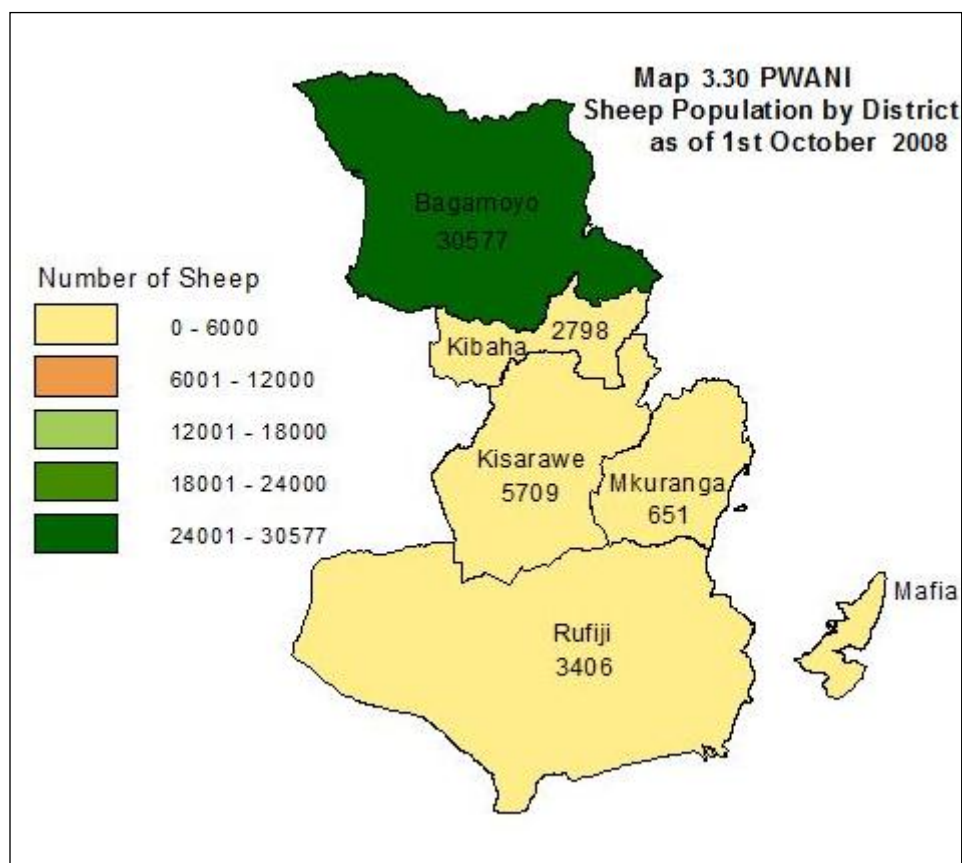 Map 3.30 PWANI
Sheep Population by District
as of 1st October 2008
Bagamoyo
30577
Number of Sheep
0 - 6000
6001 - 12000
12001 - 18000
18001 - 24000
24001 - 30577
2798
Kibaha
Kisarawe
5709
Mkuranga
651
Mafia
Rufiji
3406